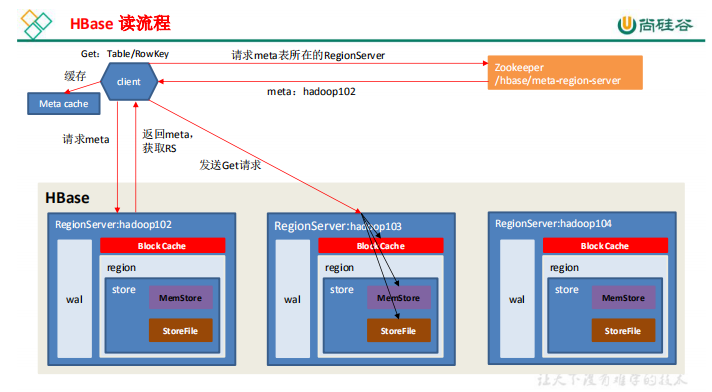 HBase 读流程
尚硅谷
Get：Table/RowKey
请求meta表所在的RegionServer
Zookeeper
/hbase/meta-region-server
缓存
client
meta：hadoop102
Meta cache
请求meta
返回meta，
获取RS
发送Get请求
HBase
RegionServer:hadoop102
Block Cache
region
store
MemStore
wal
StoreFile
RegionServer:hadoop103
Block Cache
region
store
MemStore
wal
StoreFile
RegionServer:hadoop104
Block Cache
region
store
MemStore
wal
StoreFile
让天下没有难学的技术